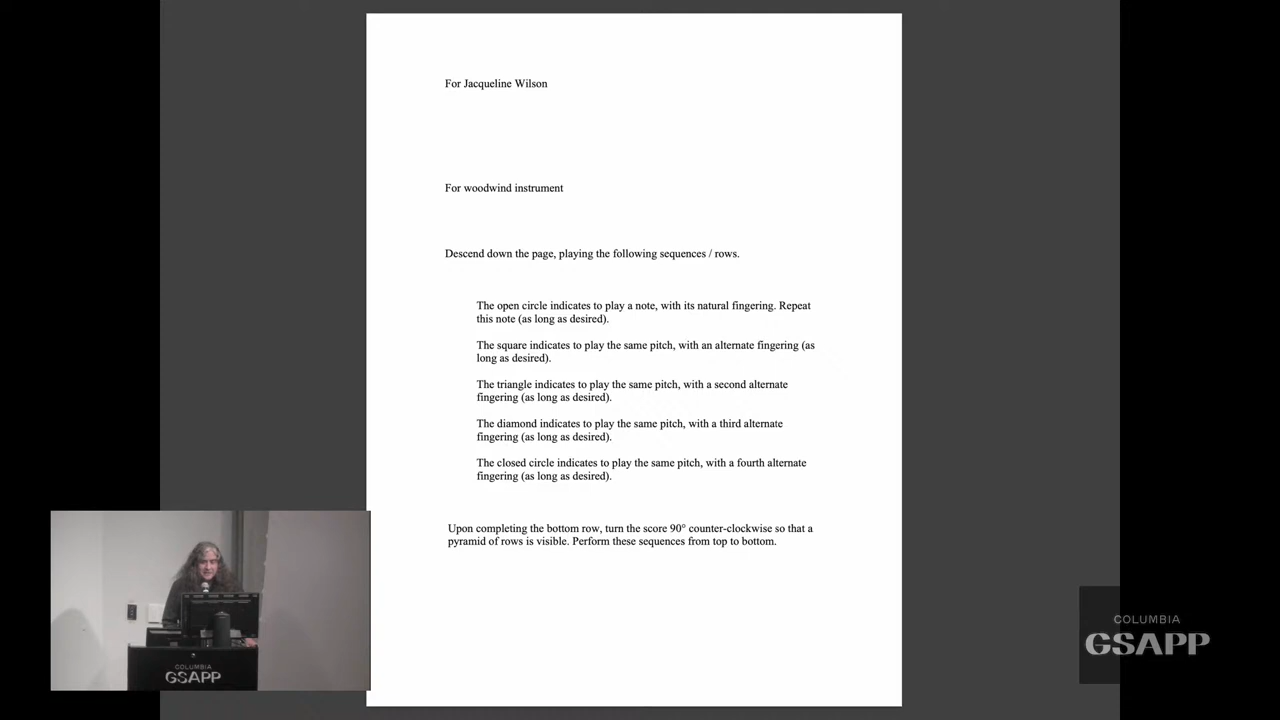 For Jacqueline Wilson
For woodwind instrument
Descend down the page, playing the following sequences / rows.
The open circle indicates to play a note, with its natural fingering. Repeat
this note (as long as desired).
The square indicates to play the same pitch, with an alternate fingering (as
long as desired).
The triangle indicates to play the same pitch, with a second alternate
fingering (as long as desired).
The diamond indicates to play the same pitch, with a third alternate
fingering (as long as desired).
The closed circle indicates to play the same pitch, with a fourth alternate
fingering (as long as desired).
Upon completing the bottom row, turn the score 90° counter-clockwise so that a
pyramid of rows is visible. Perform these sequences from top to bottom.
COLUMBIA
GSAPP
COLUMBIA
GSAPP